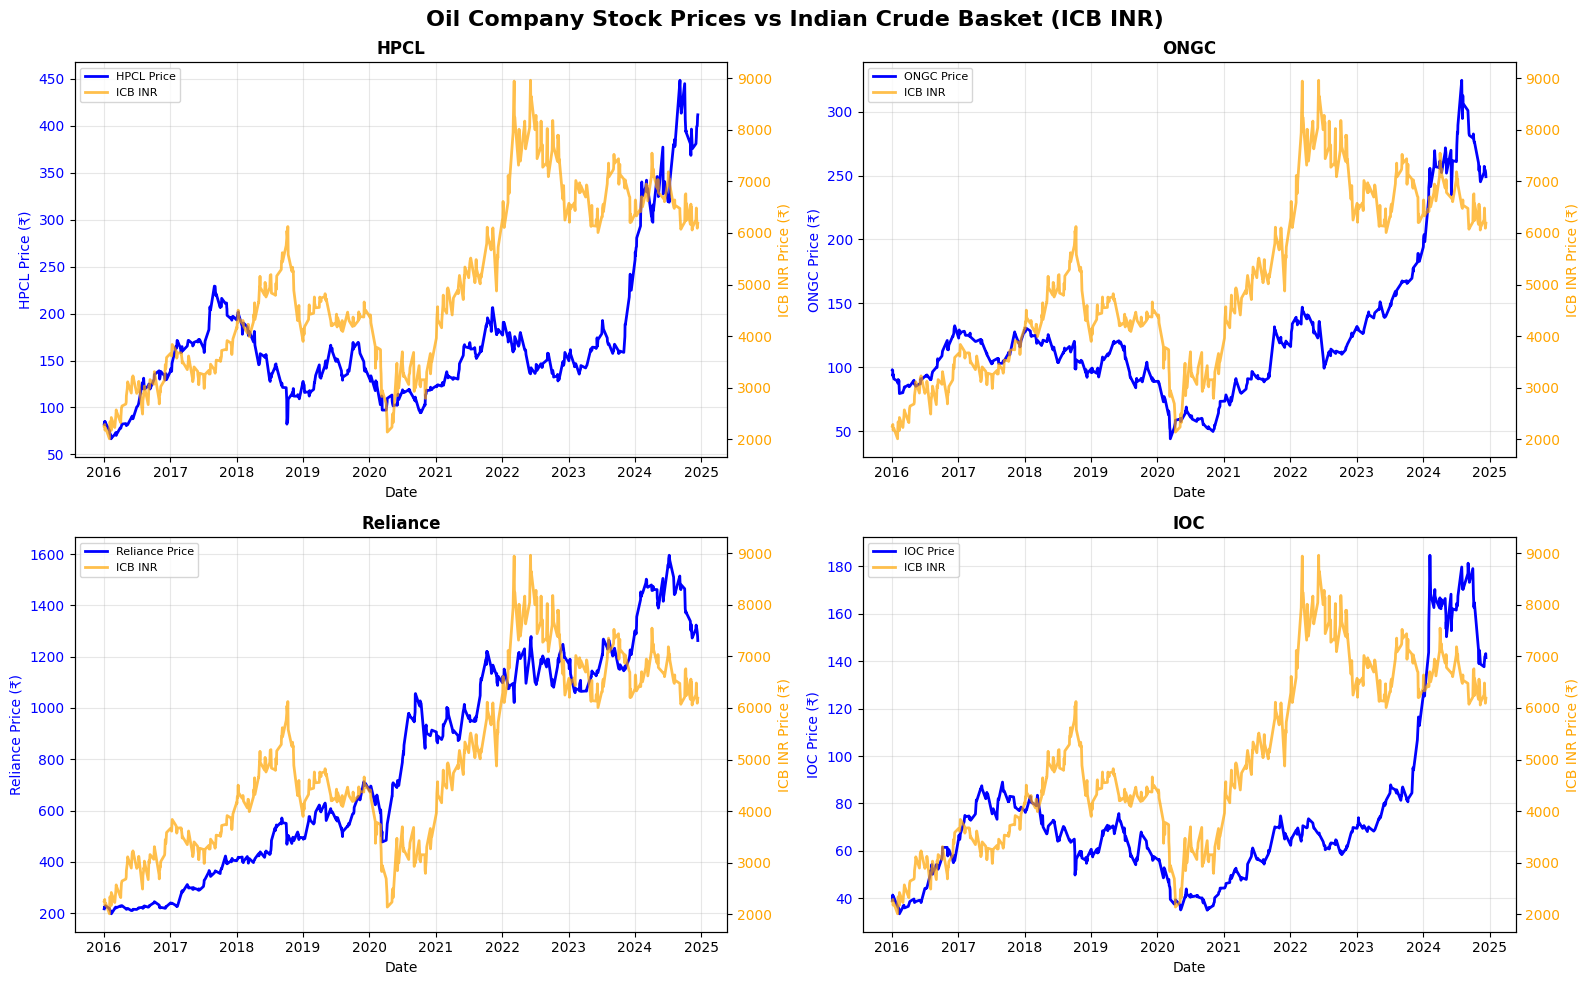 Oil Company Stock Prices vs Indian Crude Basket (ICB INR)
HPCL
HPCL Price
ICB INR
HPCL Price (₹)
450
400
350
300
250
200
150
100
50
9000
8000
7000
6000
5000
4000
3000
2000
ICB INR Price (₹)
2016 2017 2018 2019 2020 2021 2022 2023 2024 2025
Date
ONGC
ONGC Price
ICB INR
ONGC Price (₹)
300
250
200
150
100
50
9000
8000
7000
6000
5000
4000
3000
2000
ICB INR Price (₹)
2016 2017 2018 2019 2020 2021 2022 2023 2024 2025
Date
Reliance
Reliance Price
ICB INR
Reliance Price (₹)
1600
1400
1200
1000
800
600
400
200
9000
8000
7000
6000
5000
4000
3000
2000
ICB INR Price (₹)
2016 2017 2018 2019 2020 2021 2022 2023 2024 2025
Date
IOC
IOC Price
ICB INR
IOC Price (₹)
180
160
140
120
100
80
60
40
9000
8000
7000
6000
5000
4000
3000
2000
ICB INR Price (₹)
2016 2017 2018 2019 2020 2021 2022 2023 2024 2025
Date